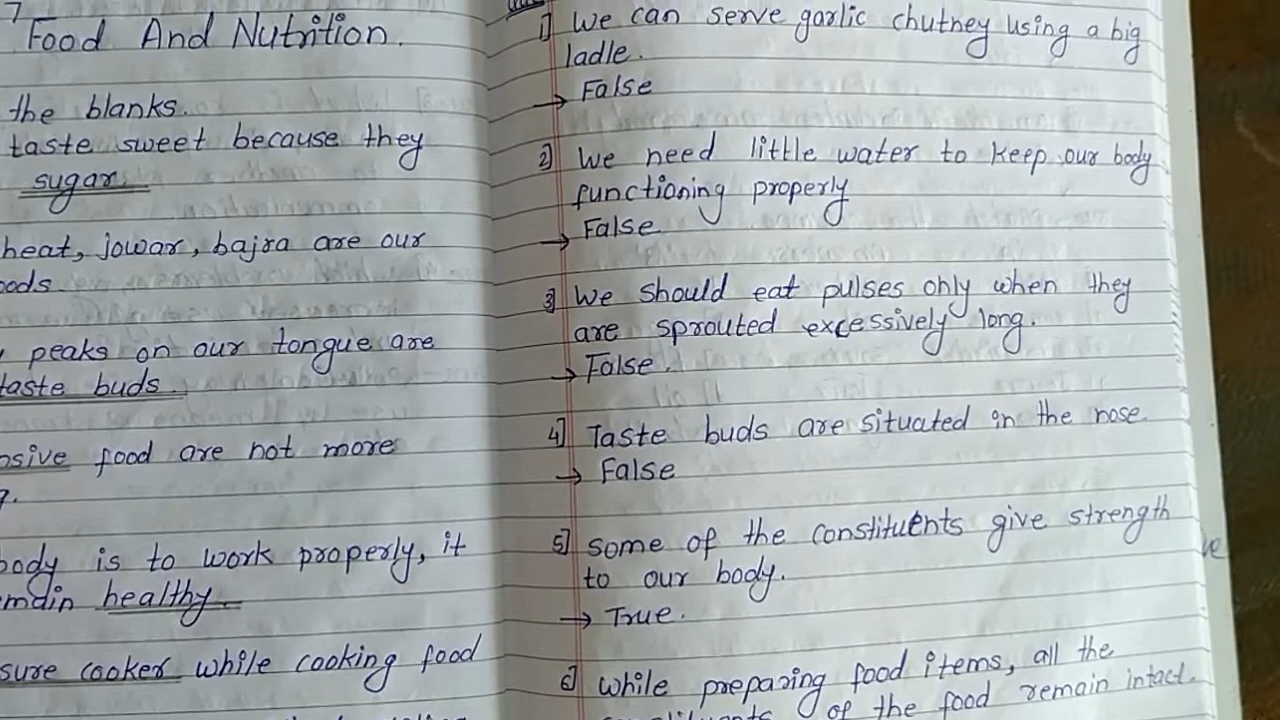 7
Food And Nutrition.
the blanks.
taste sweet because they
sugar.
heat, jowar, bajra are our
oods.
peaks on our tongue are
taste buds.
nsive food are not more
body is to work properly, it
main healthy.
sure cooker while cooking food
1] We can serve garlic chutney using a big
ladle.
→ False
2] We need little water to keep our body
functioning properly
→ False
3] We should eat pulses only when they
are sprouted excessively long.
→ False.
4] Taste buds are situated in the nose.
→ False
5] Some of the constituents give strength
to our body.
→ True.
6] while preparing food items, all the
of the food remain intact.